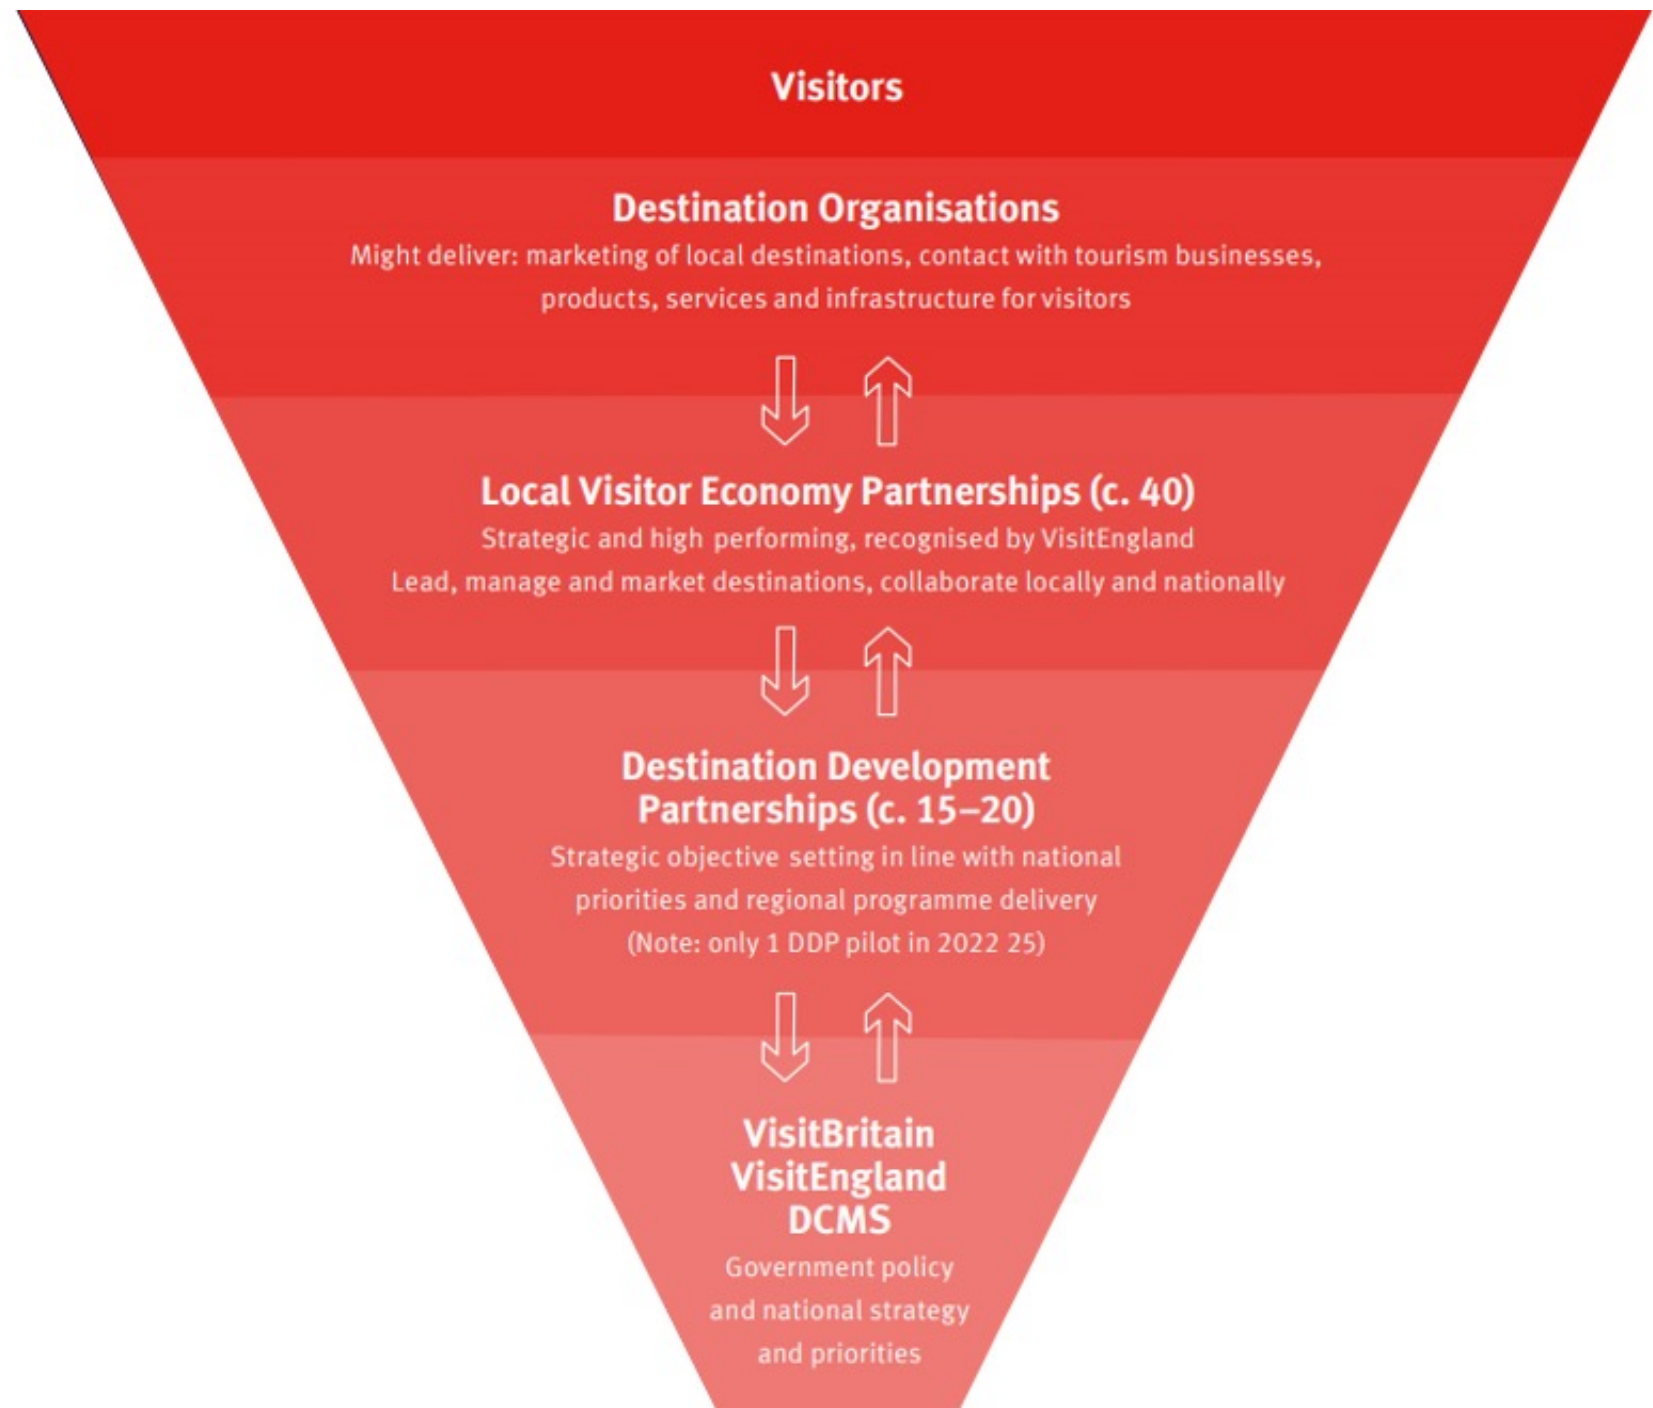 Visitors
Destination Organisations
Might deliver: marketing of local destinations, contact with tourism businesses,
products, services and infrastructure for visitors
Local Visitor Economy Partnerships (c. 40)
Strategic and high performing, recognised by VisitEngland
Lead, manage and market destinations, collaborate locally and nationally
Destination Development
Partnerships (c. 15–20)
Strategic objective setting in line with national
priorities and regional programme delivery
(Note: only 1 DDP pilot in 2022 25)
VisitBritain
VisitEngland
DCMS
Government policy
and national strategy
and priorities